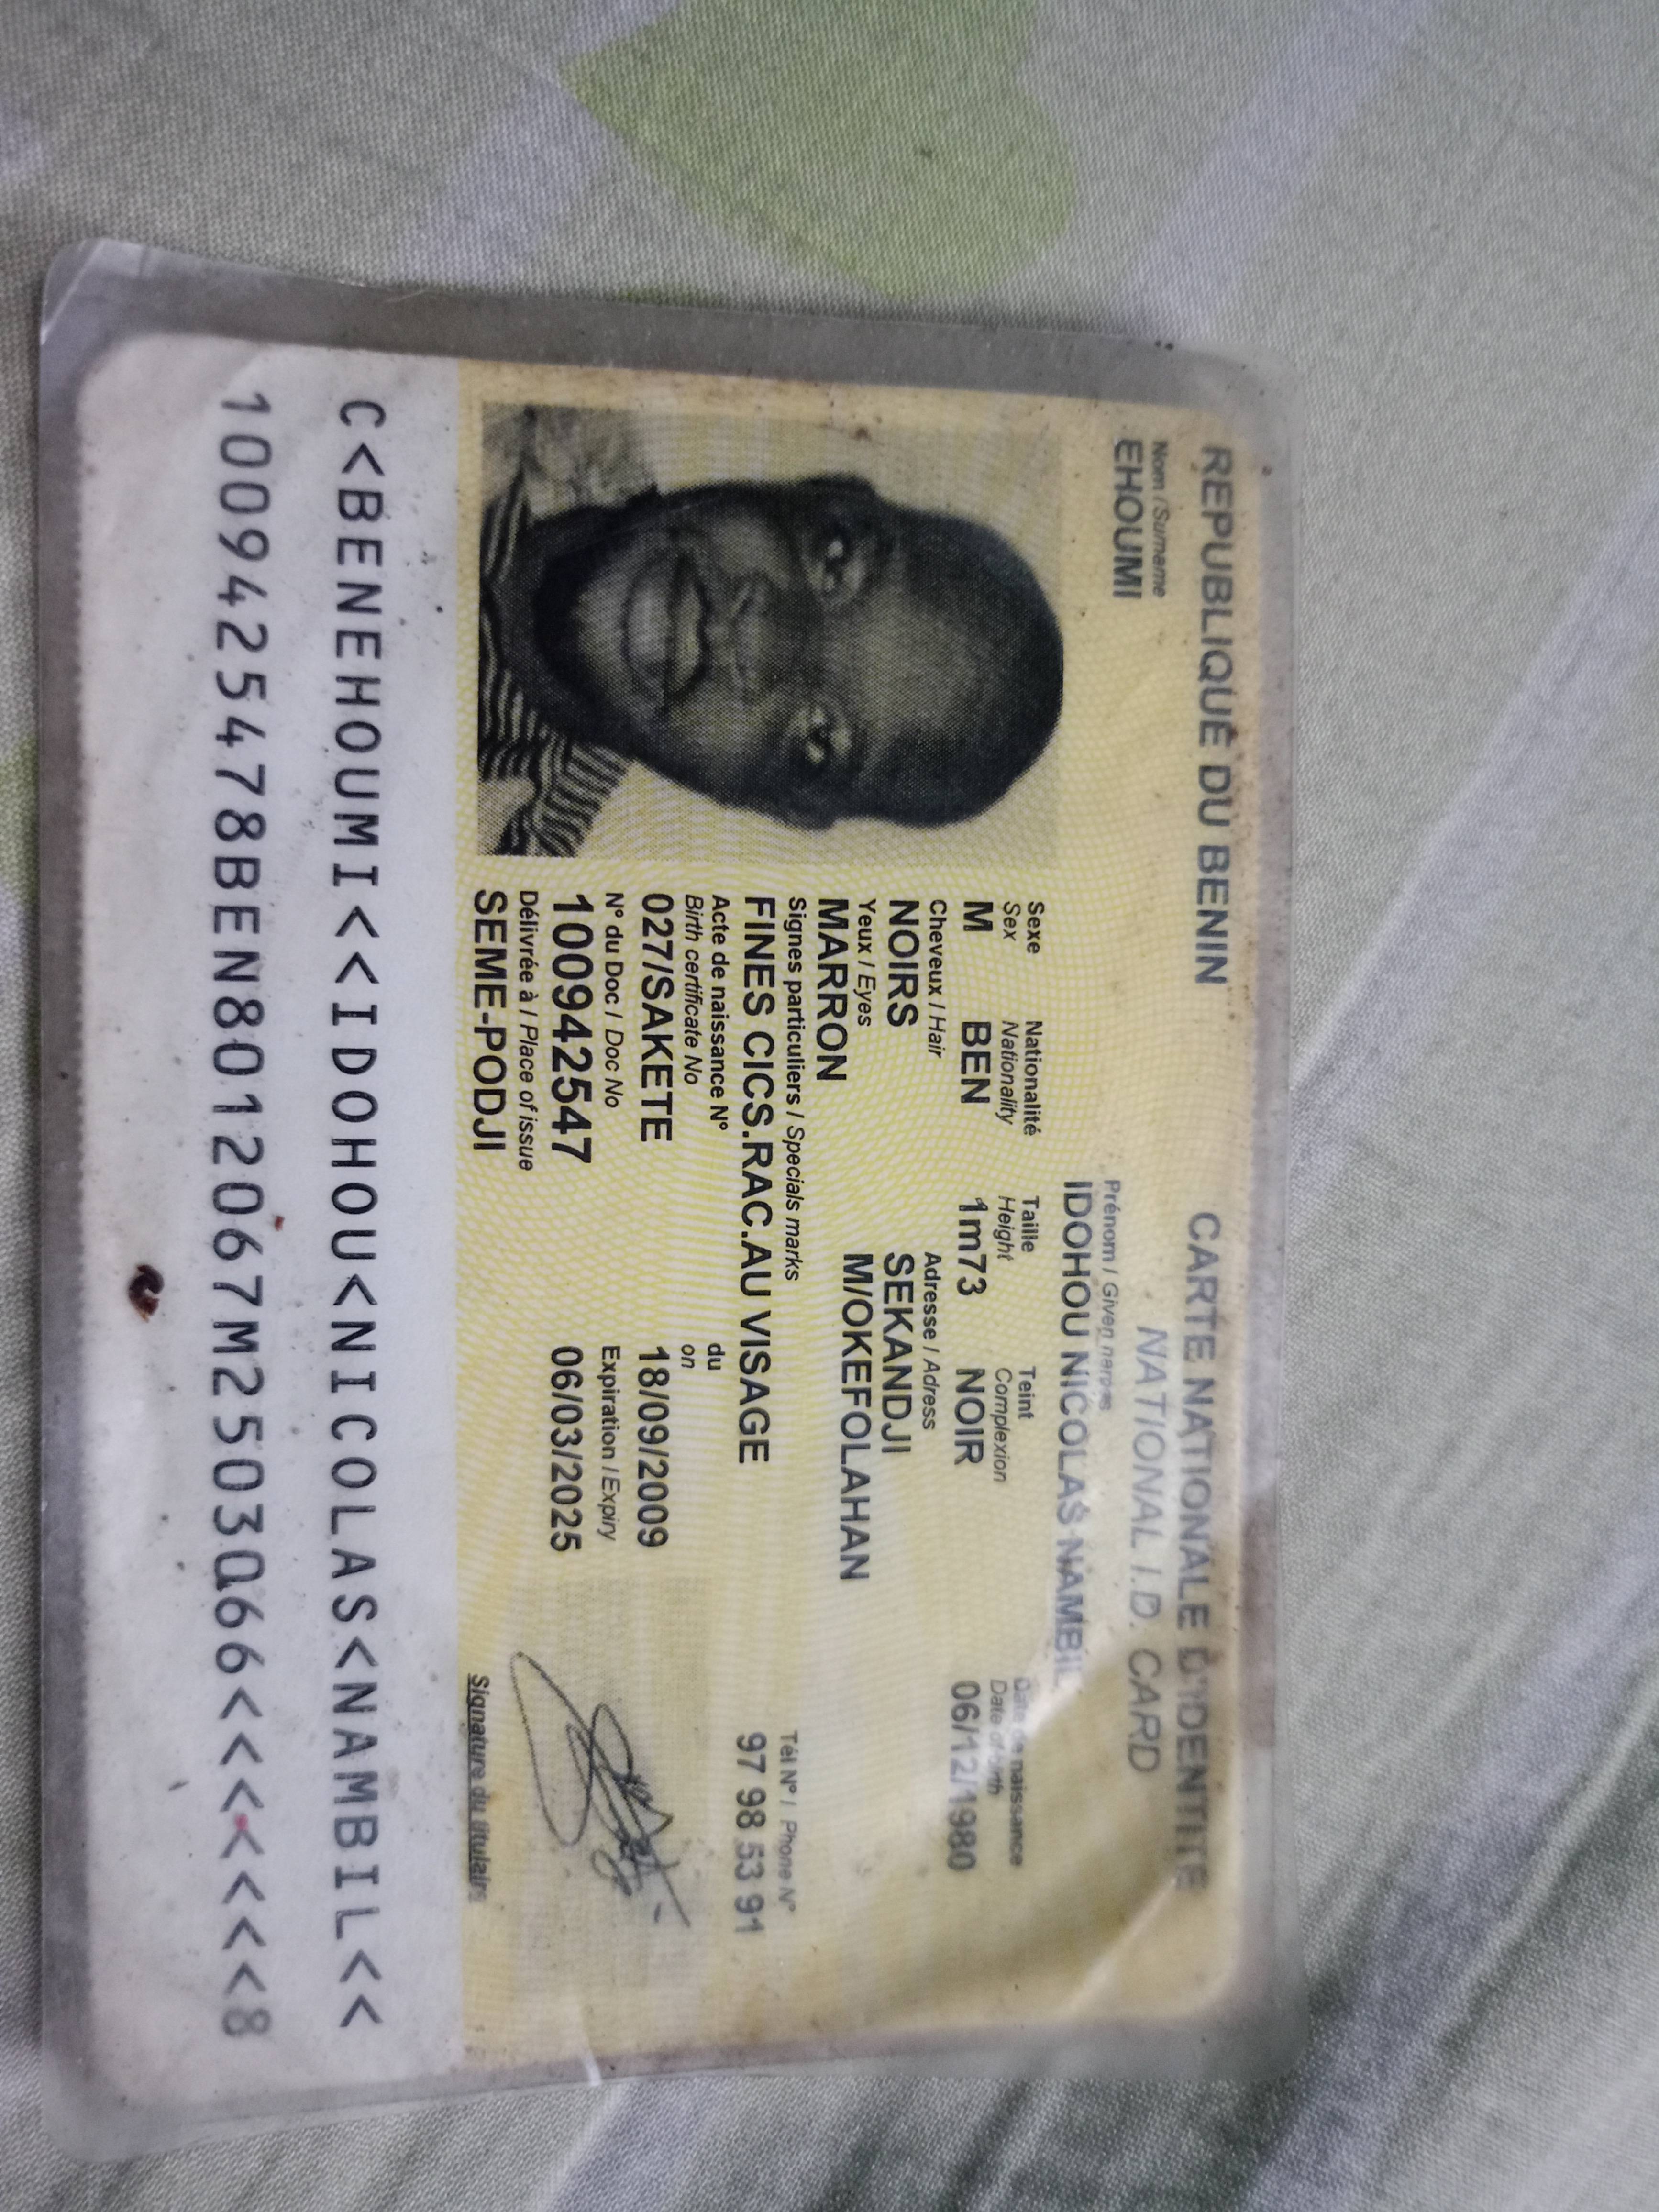 REPUBLIQUE DU BENIN
CARTE NATIONALE D'IDENTITE
NATIONAL I.D. CARD
Nom / Surname
EHOUMI
Prénom / Given names
IDOHOU NICOLAS NAMBIL
Sexe Nationalité Taille Teint Date de naissance
Sex Nationality Height Complexion Date of birth
M BEN 1m73 NOIR 06/12/1980
Cheveux / Hair Adresse / Adress
NOIRS SEKANDJI
Yeux / Eyes M/OKEFOLAHAN
MARRON
Signes particuliers / Specials marks Tél N° / Phone N°
FINES CICS.RAC.AU VISAGE 97 98 53 91
Acte de naissance N° du
Birth certificate No on
027/SAKETE 18/09/2009
N° du Doc / Doc No Expiration / Expiry
100942547 06/03/2025
Délivrée à / Place of issue
SEME-PODJI Signature du titulaire
C<BENEHOUMI<<IDOHOU<NICOLAS<NAMBIL<<
1009425478BEN8012067M2503066<<<<<<<8